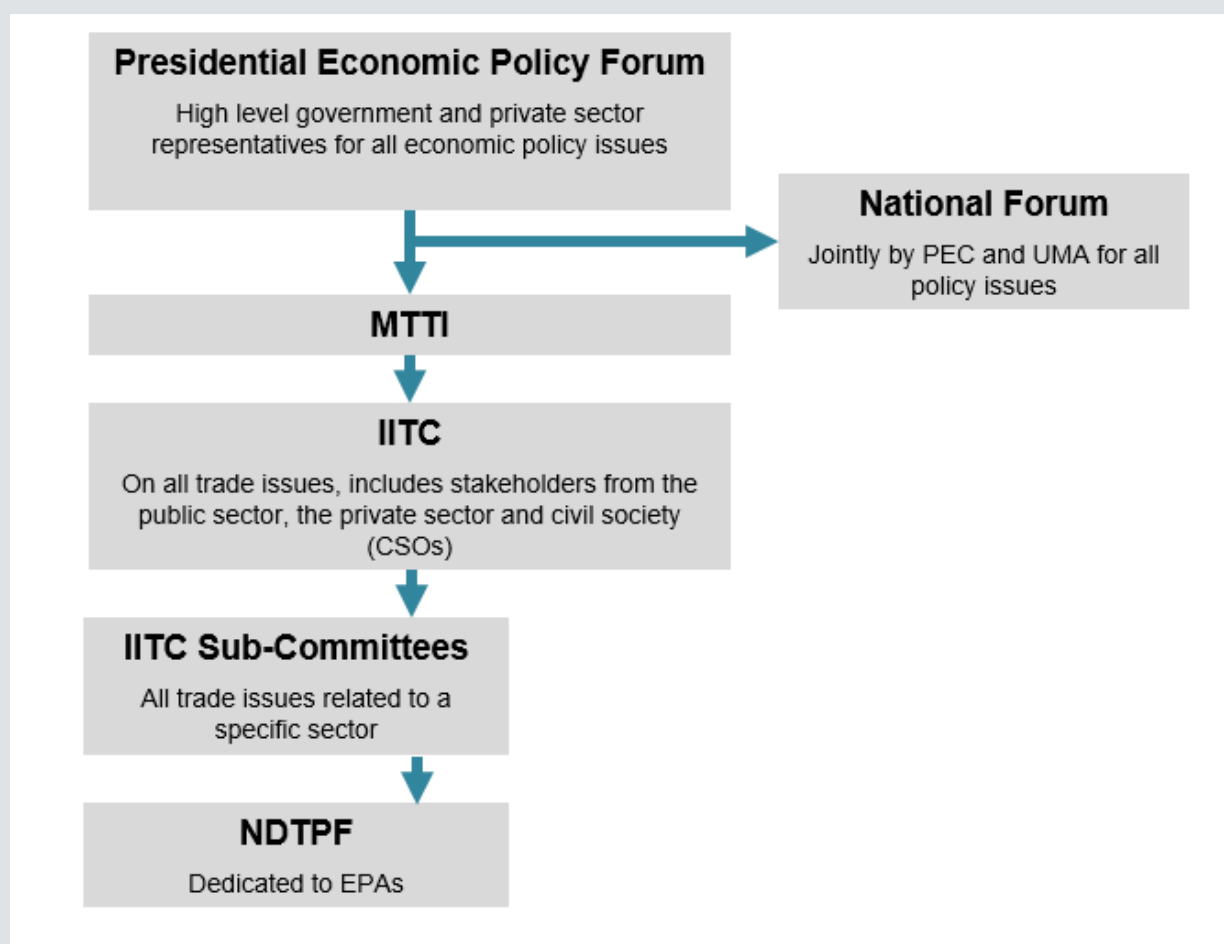 Presidential Economic Policy Forum
High level government and private sector
representatives for all economic policy issues
National Forum
Jointly by PEC and UMA for all
policy issues
MTTI
IITC
On all trade issues, includes stakeholders from the
public sector, the private sector and civil society
(CSOs)
IITC Sub-Committees
All trade issues related to a
specific sector
NDTPF
Dedicated to EPAs